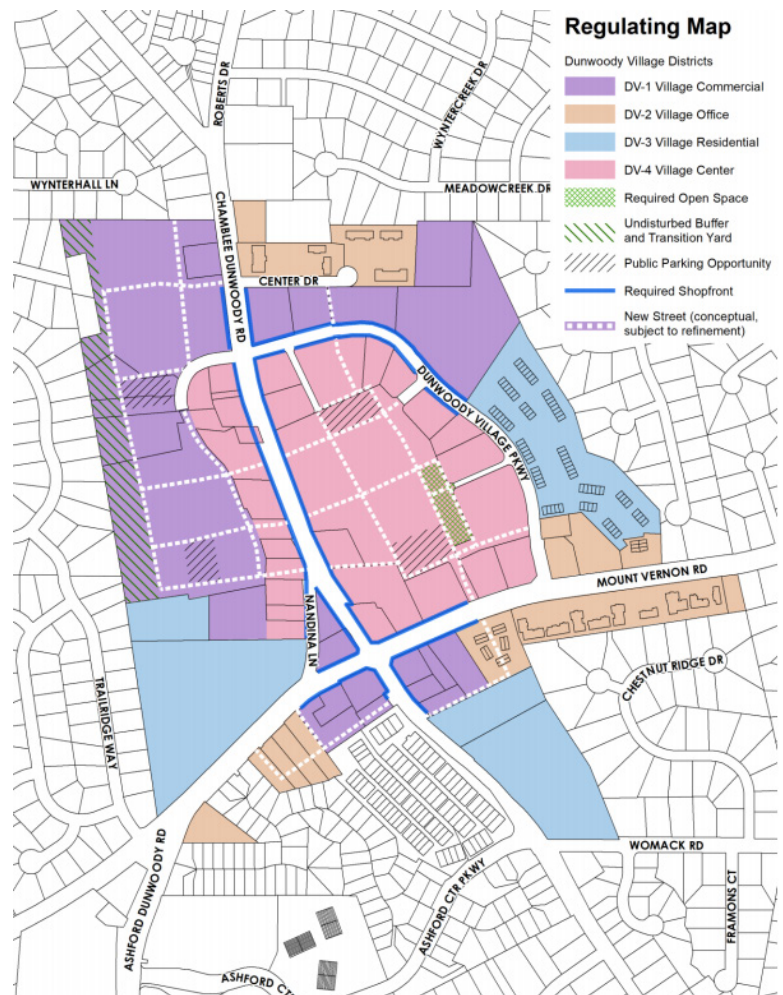 Regulating Map
Dunwoody Village Districts
DV-1 Village Commercial
DV-2 Village Office
DV-3 Village Residential
DV-4 Village Center
Required Open Space
Undisturbed Buffer
and Transition Yard
Public Parking Opportunity
Required Shopfront
New Street (conceptual,
subject to refinement)
ROBERTS DR
WYNTERCREEK DR
WYNTERHALL LN
MEADOWCREEK DR
CHAMBLEE DUNWOODY RD
CENTER DR
DUNWOODY VILLAGE PKWY
MOUNT VERNON RD
NANDINA LN
CHESTNUT RIDGE DR
TRAILRIDGE WAY
WOMACK RD
ASHFORD DUNWOODY RD
ASHFORD CTR PKWY
FRAMONS CT
ASHFORD CT